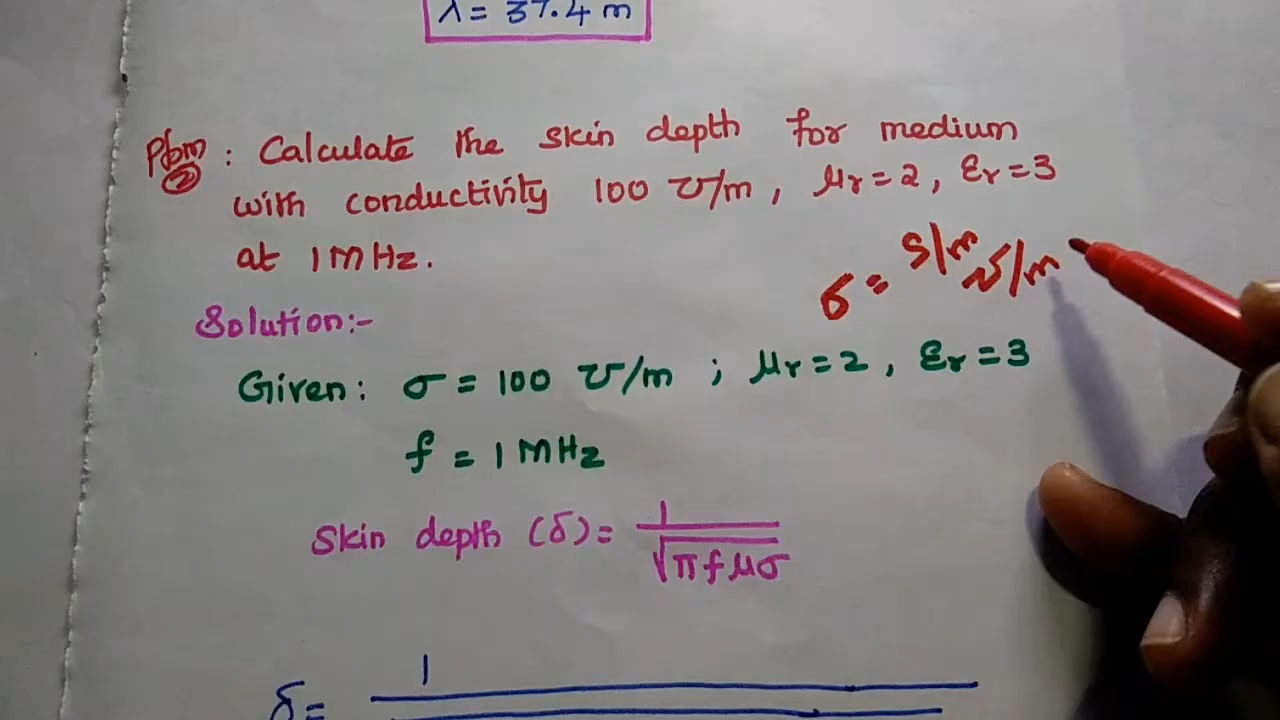 λ = 37.4 m
Pbm ② : Calculate the skin depth for medium
with conductivity 100 ℧/m, μr = 2, εr = 3
at 1 MHz.
σ = S/m ℧/m
Solution:-
Given: σ = 100 ℧/m ; μr = 2, εr = 3
f = 1 MHz
Skin depth (δ) = 1/√πfμσ
δ = 1